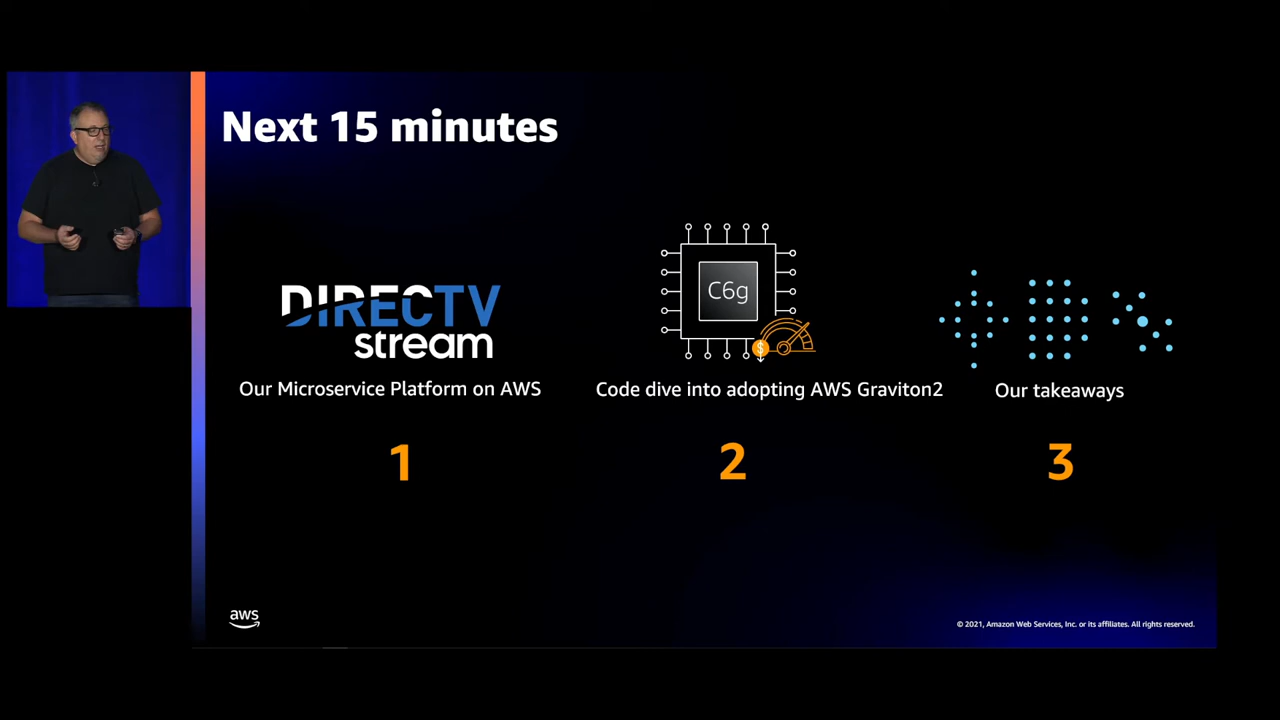 Next 15 minutes
DIRECTV
stream
C6g
$
Our Microservice Platform on AWS
Code dive into adopting AWS Graviton2
Our takeaways
1
2
3
aws
© 2021, Amazon Web Services, Inc. or its affiliates. All rights reserved.